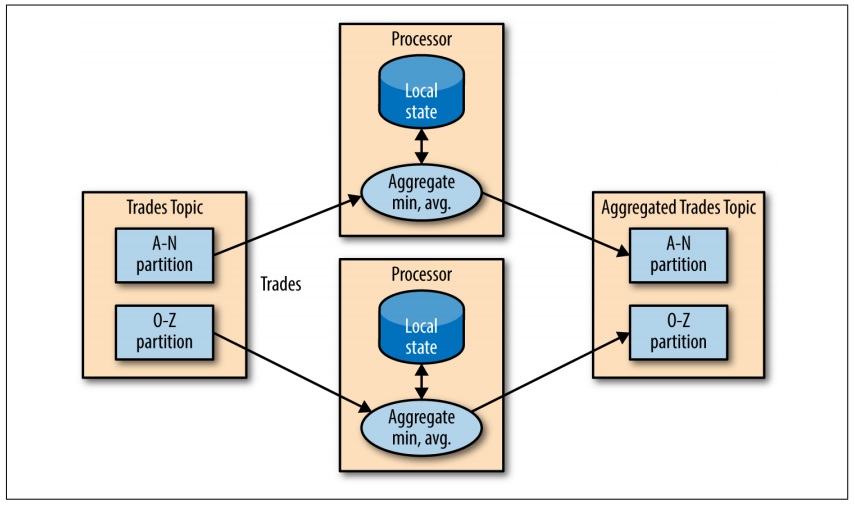 Processor
Local
state
Aggregate
min, avg.
Trades Topic
A-N
partition
O-Z
partition
Trades
Processor
Local
state
Aggregate
min, avg.
Aggregated Trades Topic
A-N
partition
O-Z
partition